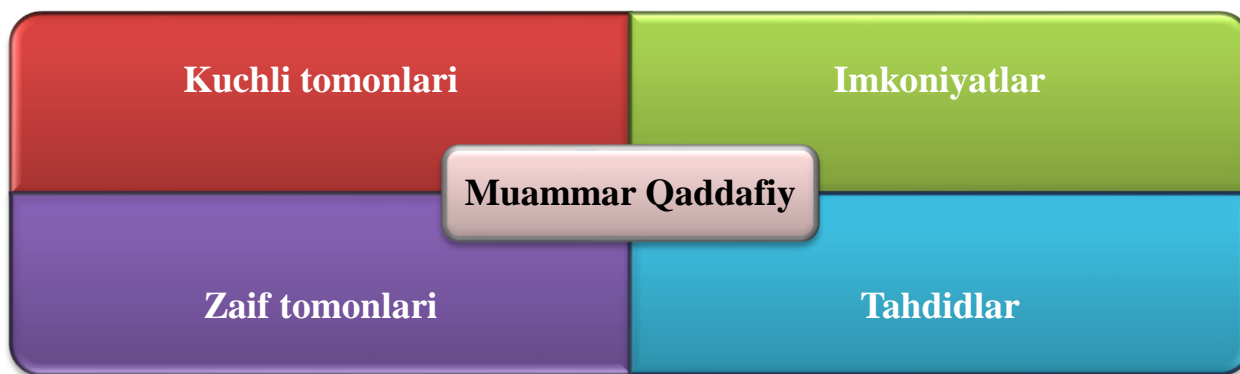 Kuchli tomonlari
Imkoniyatlar
Muammar Qaddafiy
Zaif tomonlari
Tahdidlar